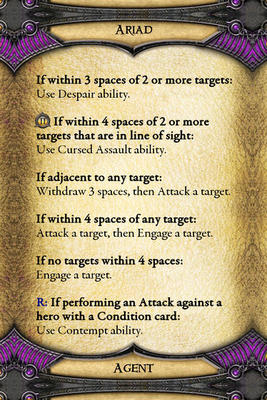 Ariad
If within 3 spaces of 2 or more targets:
Use Despair ability.
II If within 4 spaces of 2 or more
targets that are in line of sight:
Use Cursed Assault ability.
If adjacent to any target:
Withdraw 3 spaces, then Attack a target.
If within 4 spaces of any target:
Attack a target, then Engage a target.
If no targets within 4 spaces:
Engage a target.
R: If performing an Attack against a
hero with a Condition card:
Use Contempt ability.
Agent